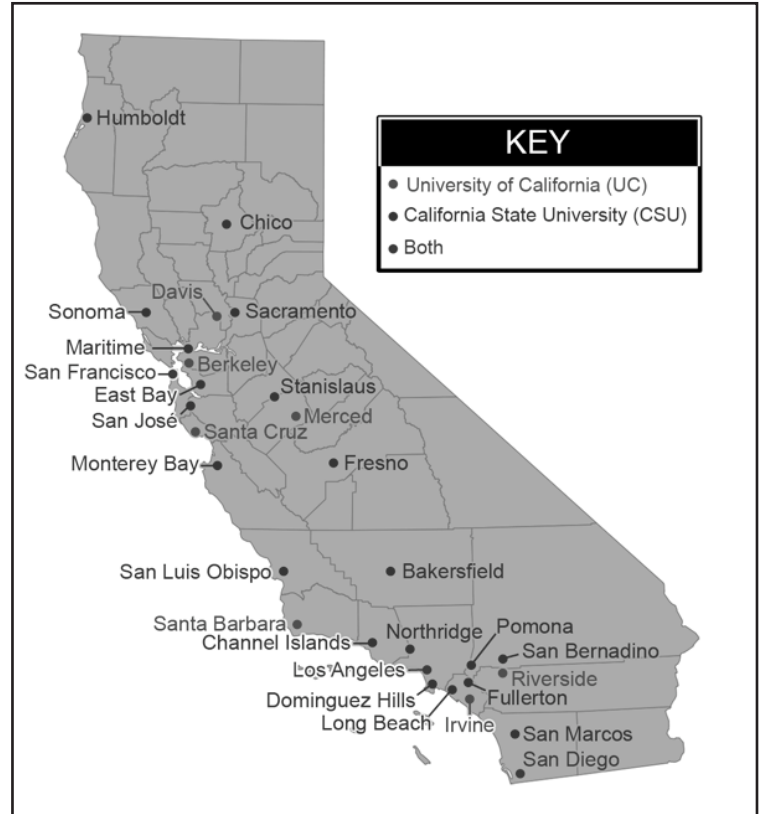 Humboldt
KEY
University of California (UC)
California State University (CSU)
Both
Chico
Davis
Sonoma
Sacramento
Maritime
Berkeley
San Francisco
East Bay
Stanislaus
San José
Merced
Santa Cruz
Monterey Bay
Fresno
San Luis Obispo
Bakersfield
Santa Barbara
Channel Islands
Northridge
Pomona
San Bernadino
Los Angeles
Riverside
Dominguez Hills
Fullerton
Long Beach
Irvine
San Marcos
San Diego